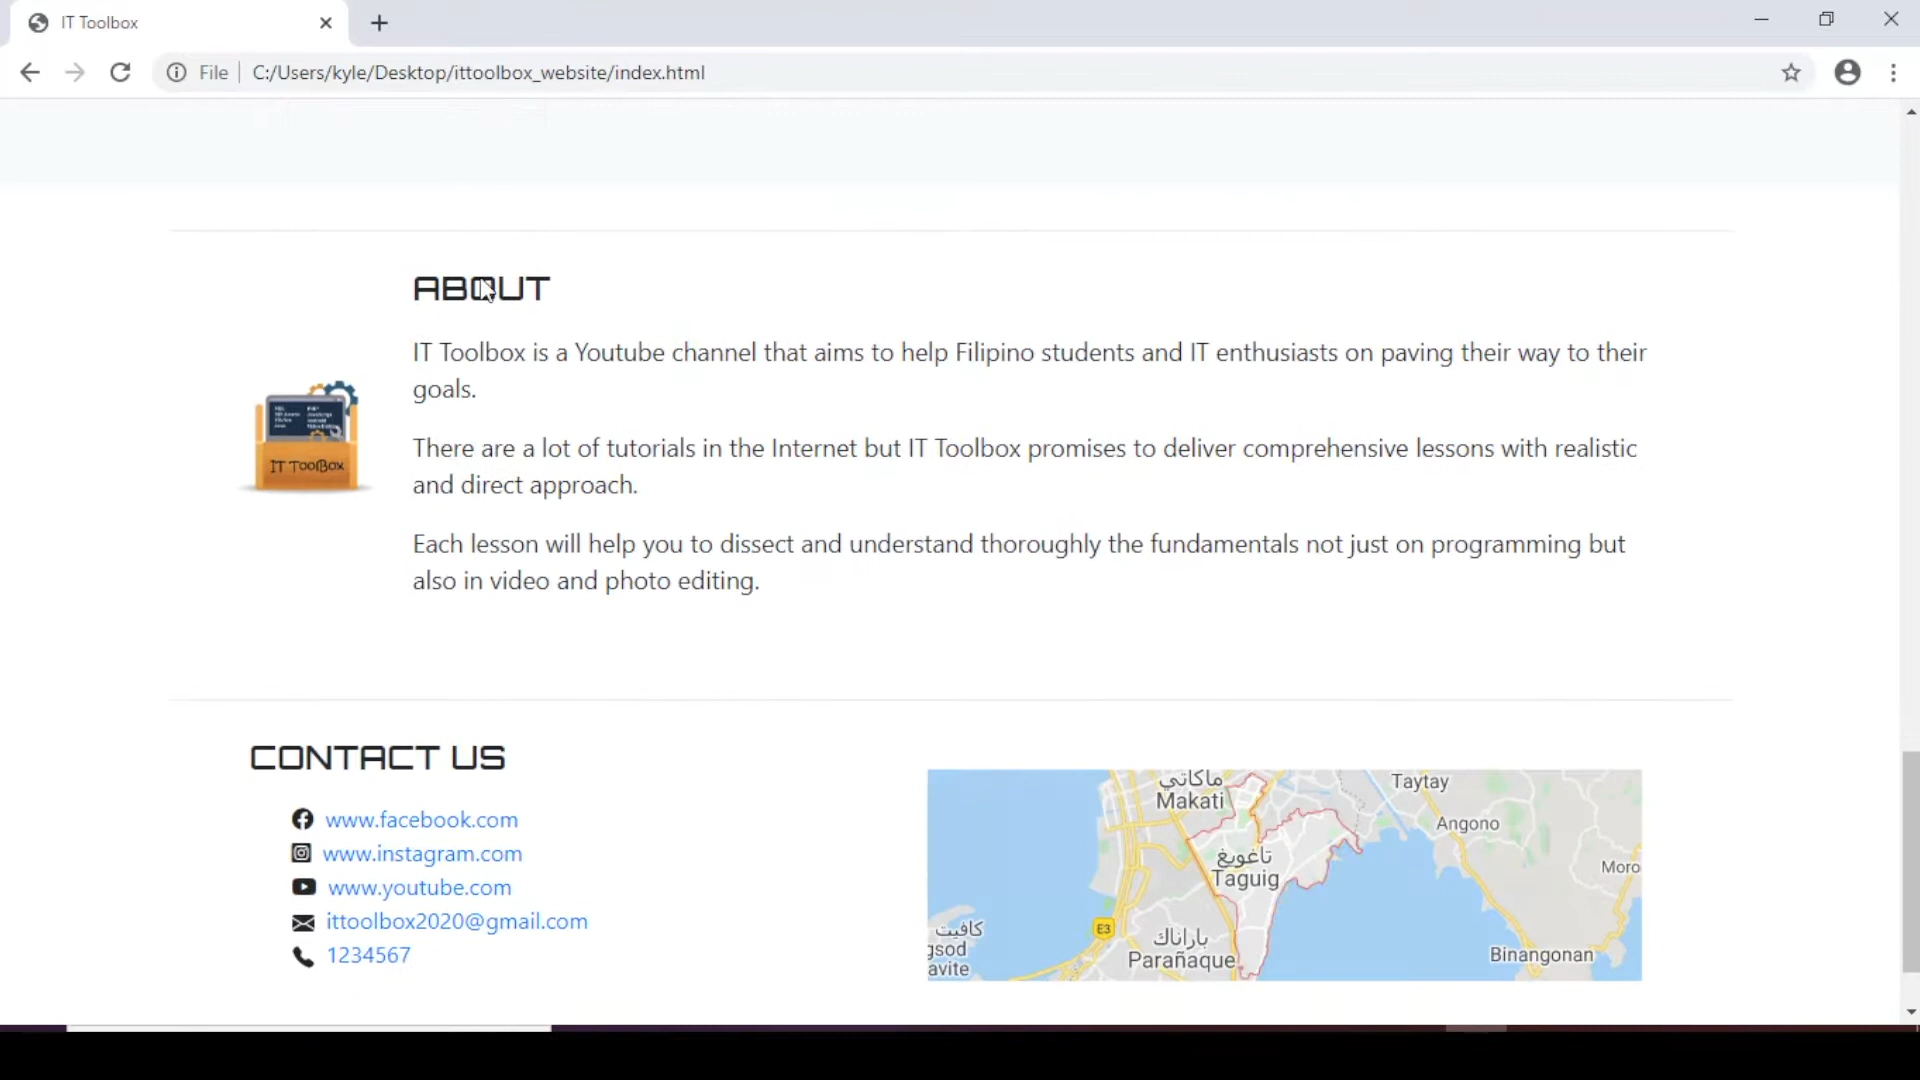 IT Toolbox
File
C:/Users/kyle/Desktop/ittoolbox_website/index.html
ABOUT
IT Toolbox is a Youtube channel that aims to help Filipino students and IT enthusiasts on paving their way to their
goals.
There are a lot of tutorials in the Internet but IT Toolbox promises to deliver comprehensive lessons with realistic
and direct approach.
Each lesson will help you to dissect and understand thoroughly the fundamentals not just on programming but
also in video and photo editing.
IT ToolBox
CONTACT US
www.facebook.com
www.instagram.com
www.youtube.com
ittoolbox2020@gmail.com
1234567
ماكاتي
Makati
Taytay
Angono
تاغويغ
Taguig
Moro
E3
كافيت
gsod
avite
باراناك
Parañaque
Binangonan